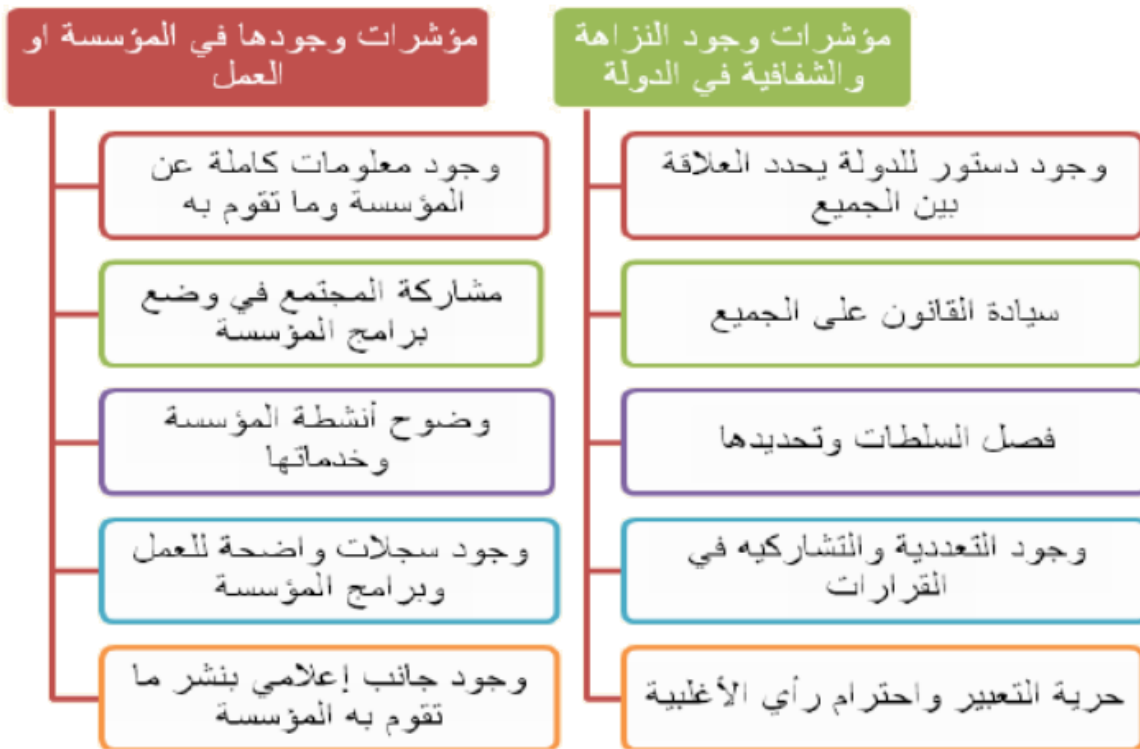 مؤشرات وجود النزاهة
والشفافية في الدولة
وجود دستور للدولة يحدد العلاقة
بين الجميع
سيادة القانون على الجميع
فصل السلطات وتحديدها
وجود التعددية والتشاركيه في
القرارات
حرية التعبير واحترام رأي الأغلبية
مؤشرات وجودها في المؤسسة او
العمل
وجود معلومات كاملة عن
المؤسسة وما تقوم به
مشاركة المجتمع في وضع
برامج المؤسسة
وضوح أنشطة المؤسسة
وخدماتها
وجود سجلات واضحة للعمل
وبرامج المؤسسة
وجود جانب إعلامي بنشر ما
تقوم به المؤسسة